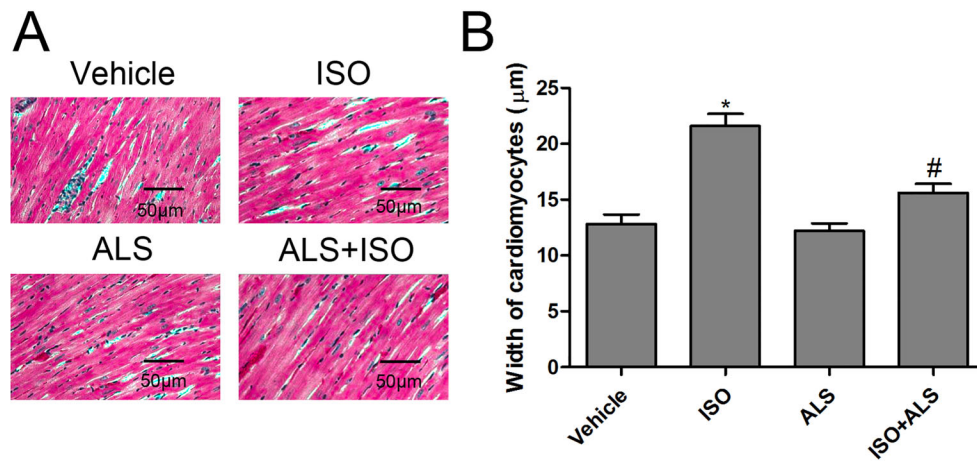 A
Vehicle
ISO
50μm
50μm
ALS
ALS+ISO
50μm
50μm
B
Width of cardiomyocytes (μm)
25
20
15
10
5
0
*
#
Vehicle
ISO
ALS
ISO+ALS